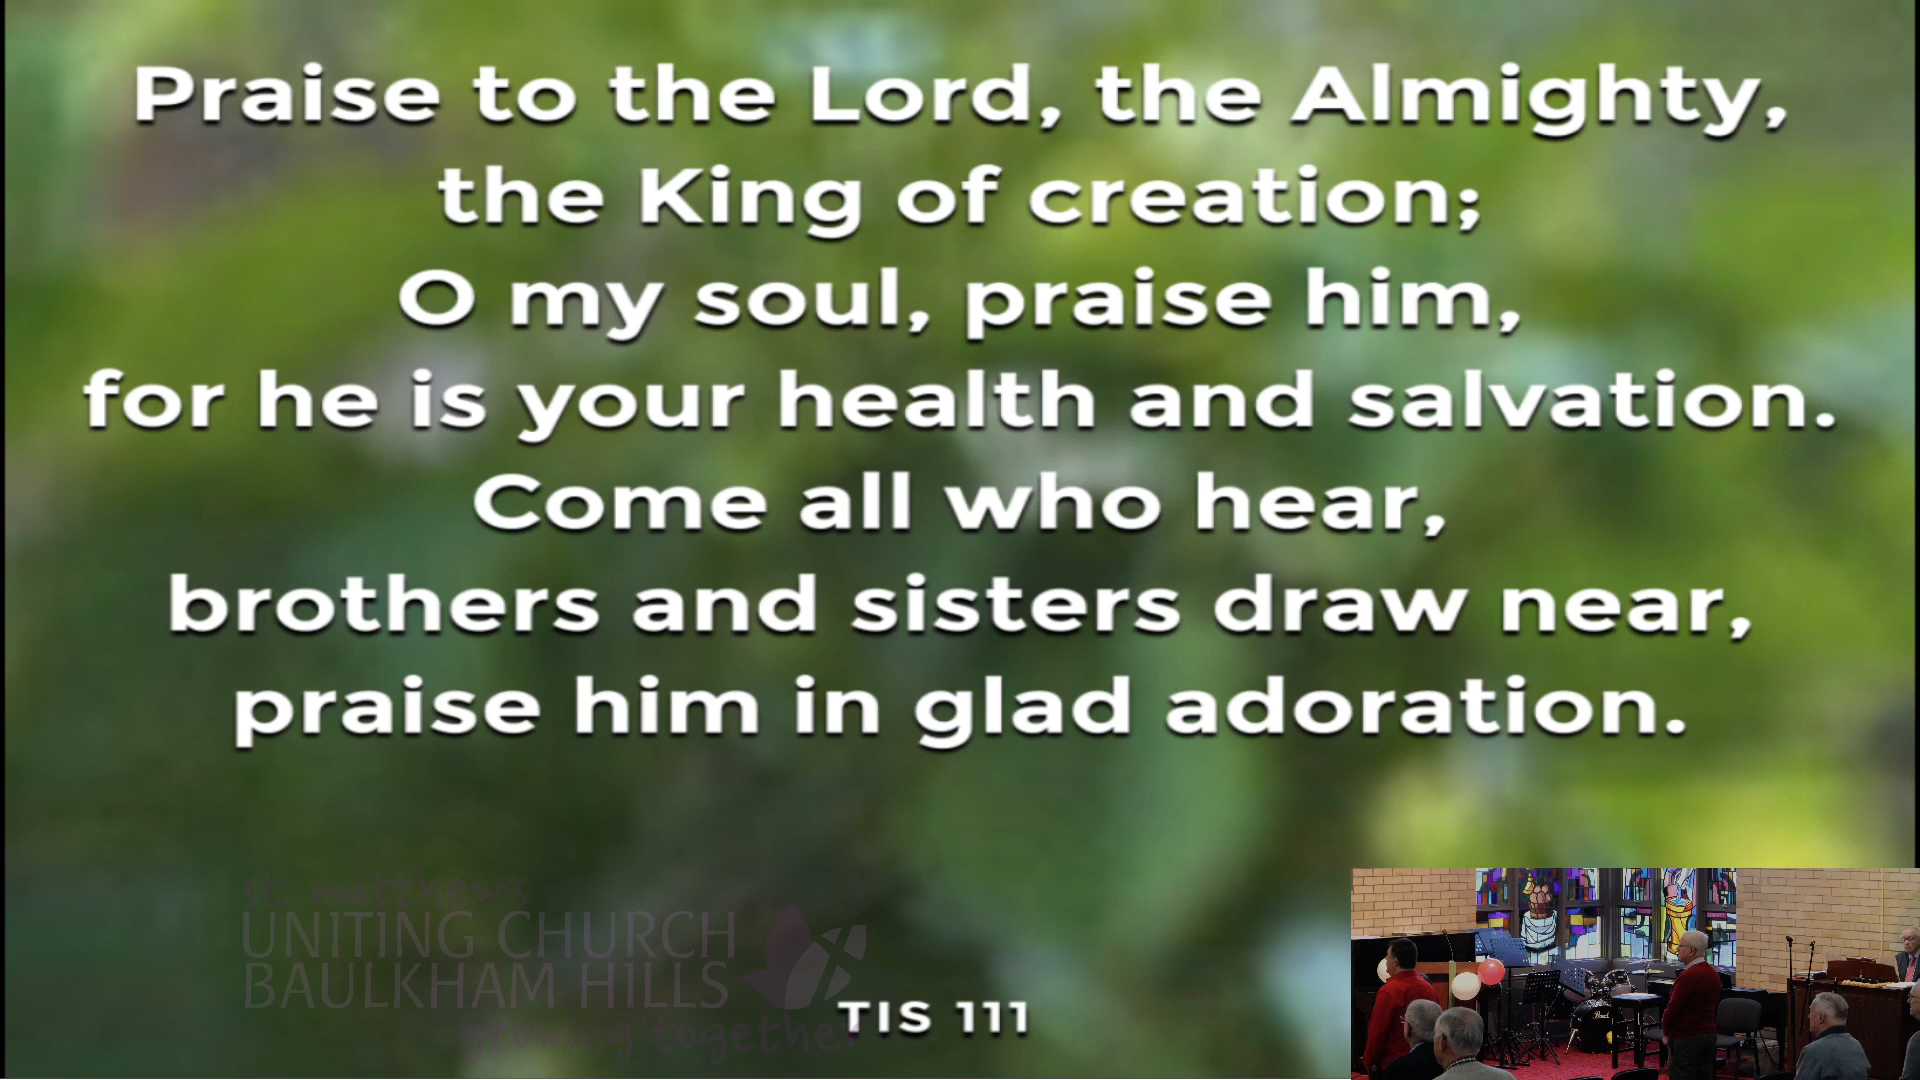 Praise to the Lord, the Almighty,
the King of creation;
O my soul, praise him,
for he is your health and salvation.
Come all who hear,
brothers and sisters draw near,
praise him in glad adoration.
st. matthew's
UNITING CHURCH
BAULKHAM HILLS
growing together
TIS 111